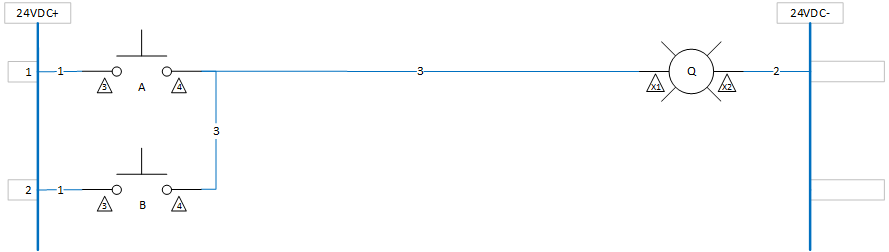 24VDC+ 24VDC-
1 1 3 Q 2
3 A 4 X1 X2
3
2 1
3 B 4